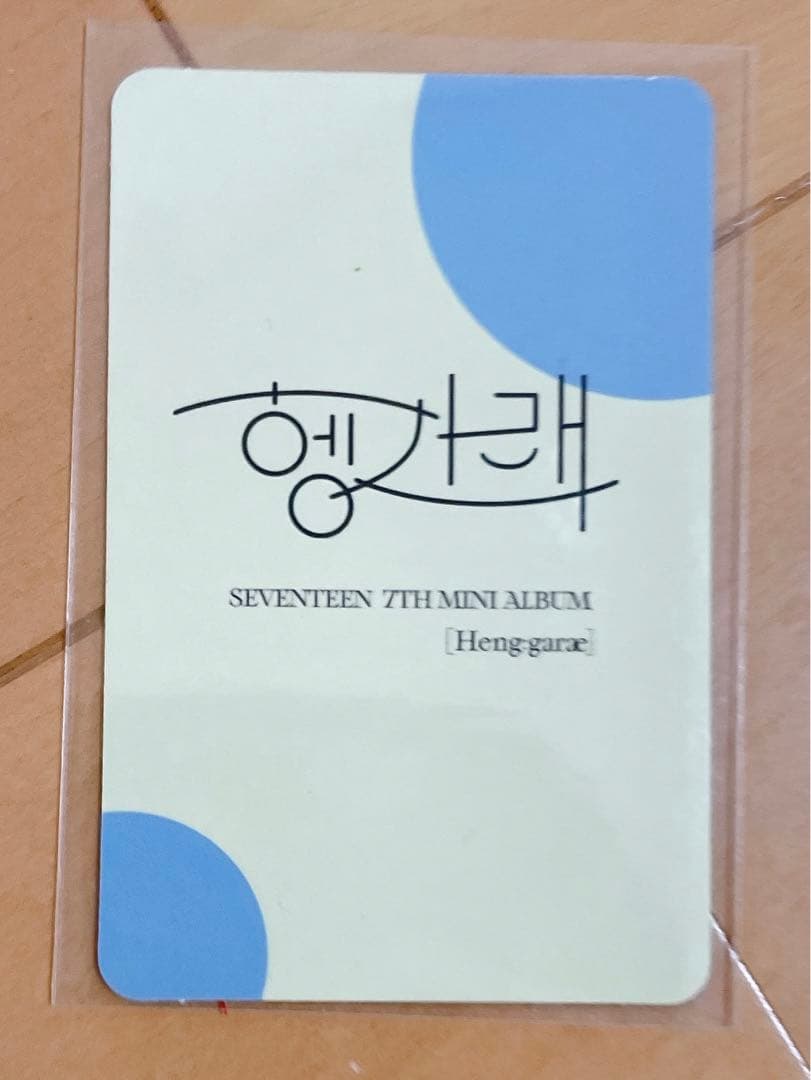 헹가래
SEVENTEEN 7TH MINI ALBUM
[Heng:garæ]